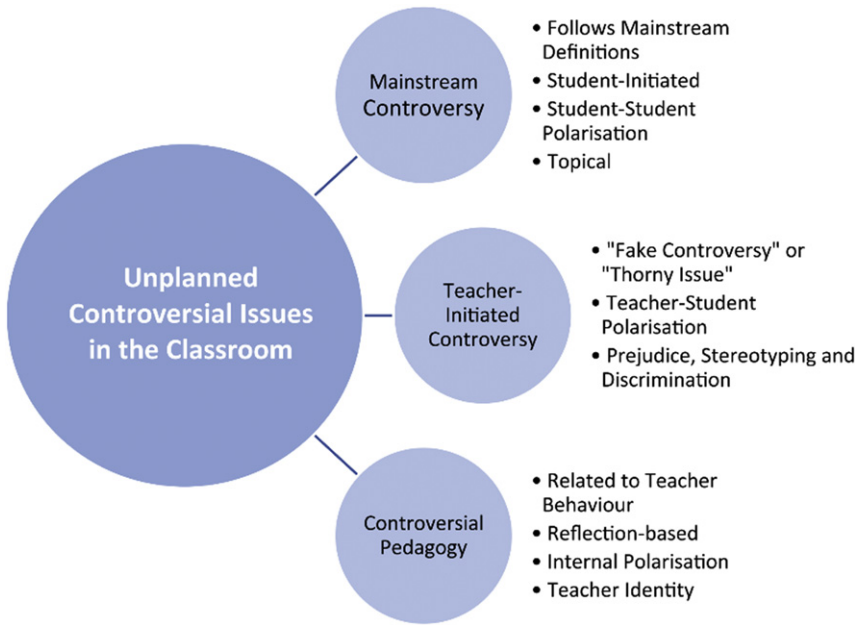 Unplanned
Controversial Issues
in the Classroom
Mainstream
Controversy
• Follows Mainstream
Definitions
• Student-Initiated
• Student-Student
Polarisation
• Topical
Teacher-
Initiated
Controversy
• "Fake Controversy" or
"Thorny Issue"
• Teacher-Student
Polarisation
• Prejudice, Stereotyping and
Discrimination
Controversial
Pedagogy
• Related to Teacher
Behaviour
• Reflection-based
• Internal Polarisation
• Teacher Identity